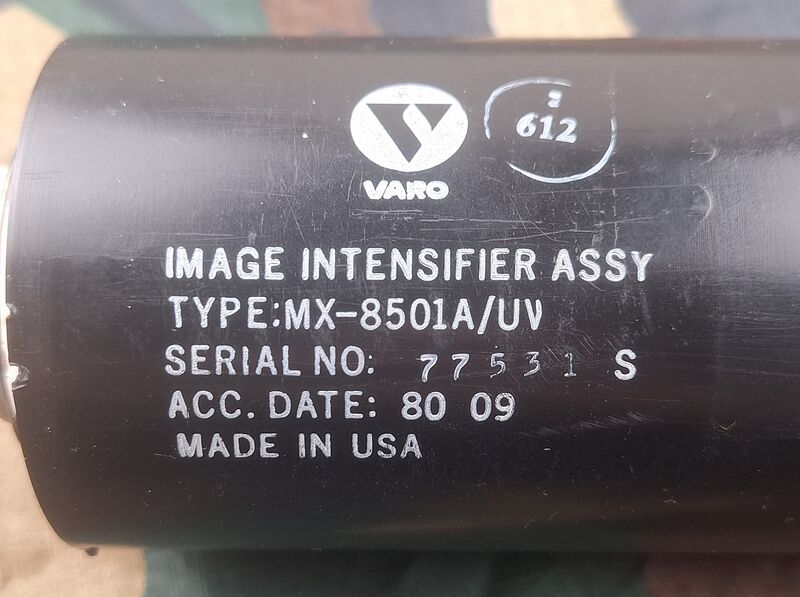 2
612
VARO
IMAGE INTENSIFIER ASSY
TYPE:MX-8501A/UV
SERIAL NO: 77531 S
ACC. DATE: 80 09
MADE IN USA